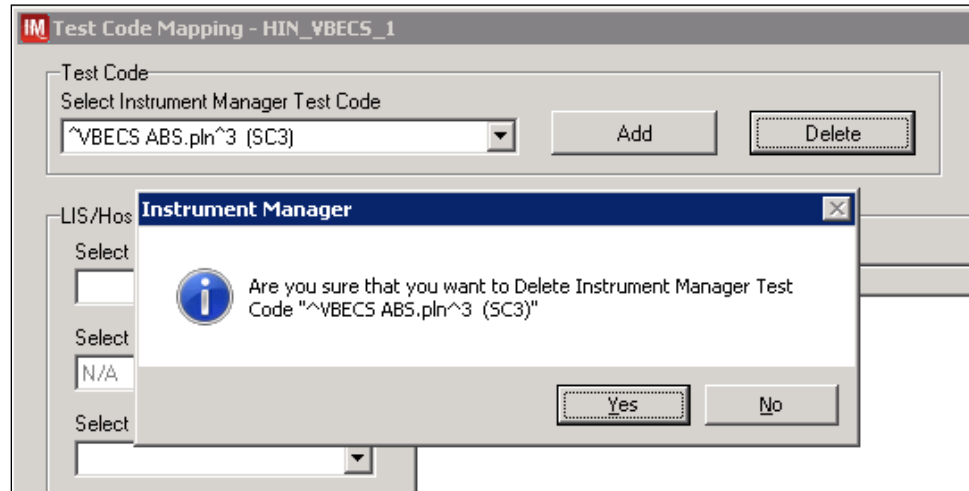 IM Test Code Mapping - HIN_VBECS_1
Test Code
Select Instrument Manager Test Code
^VBECS ABS.pln^3 (SC3)
Add
Delete
LIS/Hos
Instrument Manager
Select
Are you sure that you want to Delete Instrument Manager Test
Code "^VBECS ABS.pln^3 (SC3)"
Select
N/A
Yes
No
Select